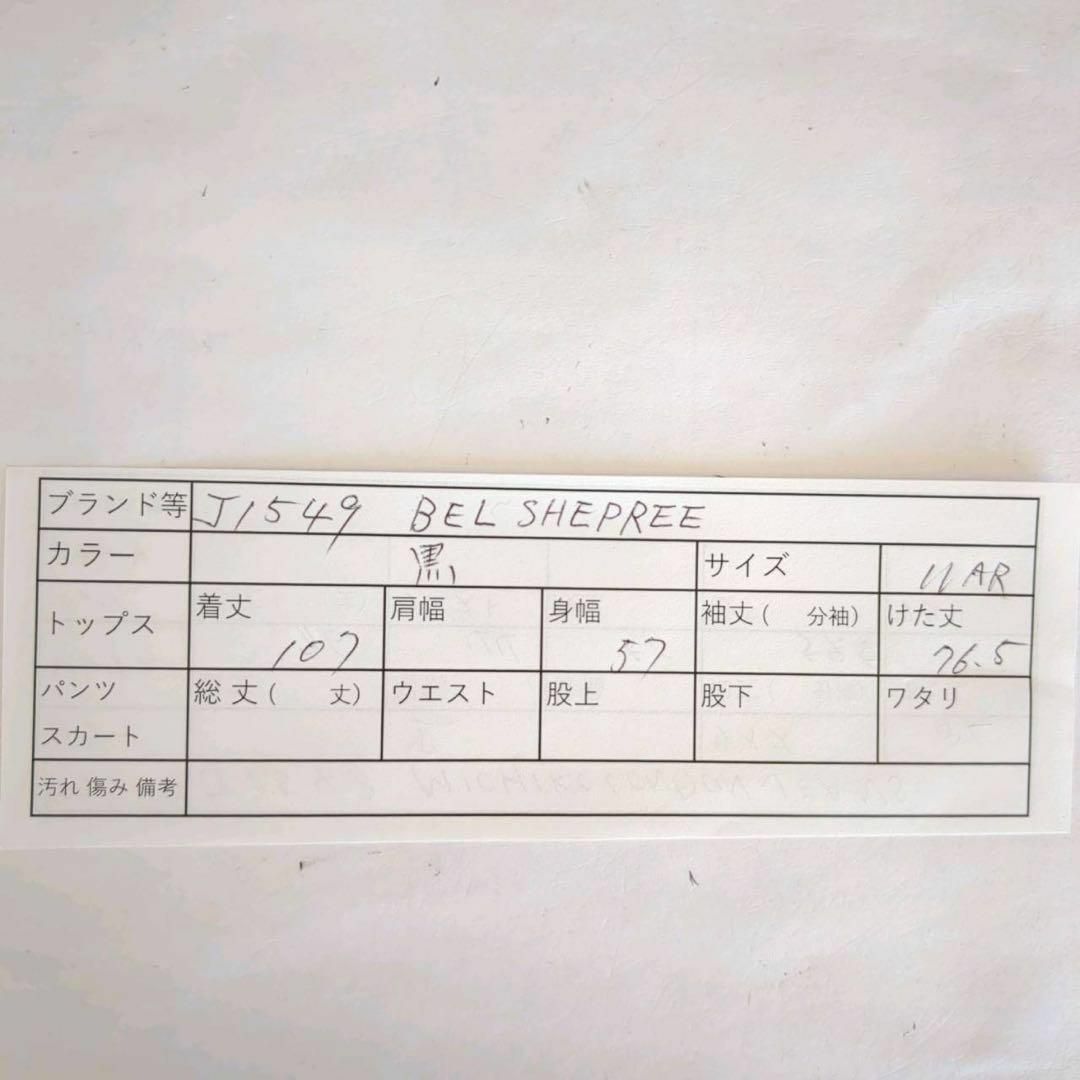 ブランド等 J1549 BEL SHEPREE
カラー 黒 サイズ 11AR
トップス 着丈 107 肩幅 身幅 57 袖丈( 分袖) けた丈 76.5
パンツ 総丈( 丈) ウエスト 股上 股下 ワタリ
スカート
汚れ 傷み 備考